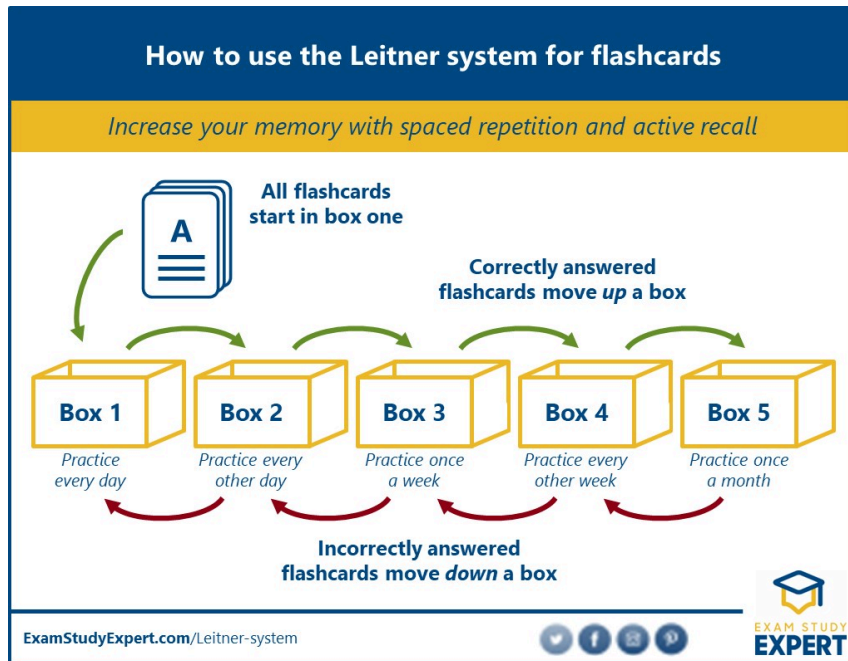 How to use the Leitner system for flashcards
Increase your memory with spaced repetition and active recall
A
All flashcards
start in box one
Correctly answered
flashcards move up a box
Box 1
Box 2
Box 3
Box 4
Box 5
Practice
every day
Practice every
other day
Practice once
a week
Practice every
other week
Practice once
a month
Incorrectly answered
flashcards move down a box
ExamStudyExpert.com/Leitner-system
EXAM STUDY
EXPERT